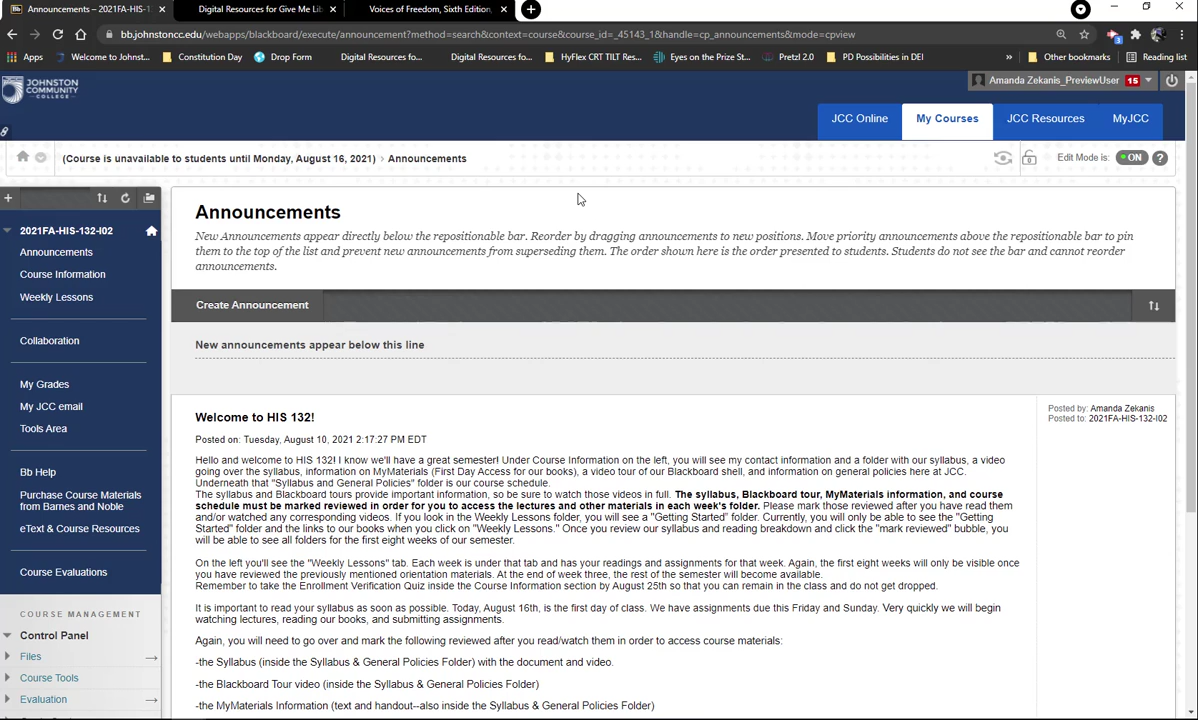 Announcements – 2021FA-HIS-1
Digital Resources for Give Me Lib
Voices of Freedom, Sixth Edition,
bb.johnstoncc.edu/webapps/blackboard/execute/announcement?method=search&context=course&course_id=_45143_1&handle=cp_announcements&mode=cpview
Apps
Welcome to Johnst...
Constitution Day
Drop Form
Digital Resources fo...
Digital Resources fo...
HyFlex CRT TILT Res...
Eyes on the Prize St...
Pretzl 2.0
PD Possibilities in DEI
»
Other bookmarks
Reading list
JOHNSTON
COMMUNITY
COLLEGE
Amanda Zekanis_PreviewUser 15
JCC Online
My Courses
JCC Resources
MyJCC
(Course is unavailable to students until Monday, August 16, 2021) > Announcements
Edit Mode is: ON ?
2021FA-HIS-132-I02
Announcements
Course Information
Weekly Lessons
Collaboration
My Grades
My JCC email
Tools Area
Bb Help
Purchase Course Materials
from Barnes and Noble
eText & Course Resources
Course Evaluations
COURSE MANAGEMENT
Control Panel
Files
Course Tools
Evaluation
Announcements
New Announcements appear directly below the repositionable bar. Reorder by dragging announcements to new positions. Move priority announcements above the repositionable bar to pin
them to the top of the list and prevent new announcements from superseding them. The order shown here is the order presented to students. Students do not see the bar and cannot reorder
announcements.
Create Announcement
New announcements appear below this line
Welcome to HIS 132!
Posted on: Tuesday, August 10, 2021 2:17:27 PM EDT
Hello and welcome to HIS 132! I know we'll have a great semester! Under Course Information on the left, you will see my contact information and a folder with our syllabus, a video
going over the syllabus, information on MyMaterials (First Day Access for our books), a video tour of our Blackboard shell, and information on general policies here at JCC.
Underneath that "Syllabus and General Policies" folder is our course schedule.
The syllabus and Blackboard tours provide important information, so be sure to watch those videos in full. The syllabus, Blackboard tour, MyMaterials information, and course
schedule must be marked reviewed in order for you to access the lectures and other materials in each week's folder. Please mark those reviewed after you have read them
and/or watched any corresponding videos. If you look in the Weekly Lessons folder, you will see a "Getting Started" folder. Currently, you will only be able to see the "Getting
Started" folder and the links to our books when you click on "Weekly Lessons." Once you review our syllabus and reading breakdown and click the "mark reviewed" bubble, you
will be able to see all folders for the first eight weeks of our semester.
On the left you'll see the "Weekly Lessons" tab. Each week is under that tab and has your readings and assignments for that week. Again, the first eight weeks will only be visible once
you have reviewed the previously mentioned orientation materials. At the end of week three, the rest of the semester will become available.
Remember to take the Enrollment Verification Quiz inside the Course Information section by August 25th so that you can remain in the class and do not get dropped.
It is important to read your syllabus as soon as possible. Today, August 16th, is the first day of class. We have assignments due this Friday and Sunday. Very quickly we will begin
watching lectures, reading our books, and submitting assignments.
Again, you will need to go over and mark the following reviewed after you read/watch them in order to access course materials:
-the Syllabus (inside the Syllabus & General Policies Folder) with the document and video.
-the Blackboard Tour video (inside the Syllabus & General Policies Folder)
-the MyMaterials Information (text and handout--also inside the Syllabus & General Policies Folder)
Posted by: Amanda Zekanis
Posted to: 2021FA-HIS-132-I02